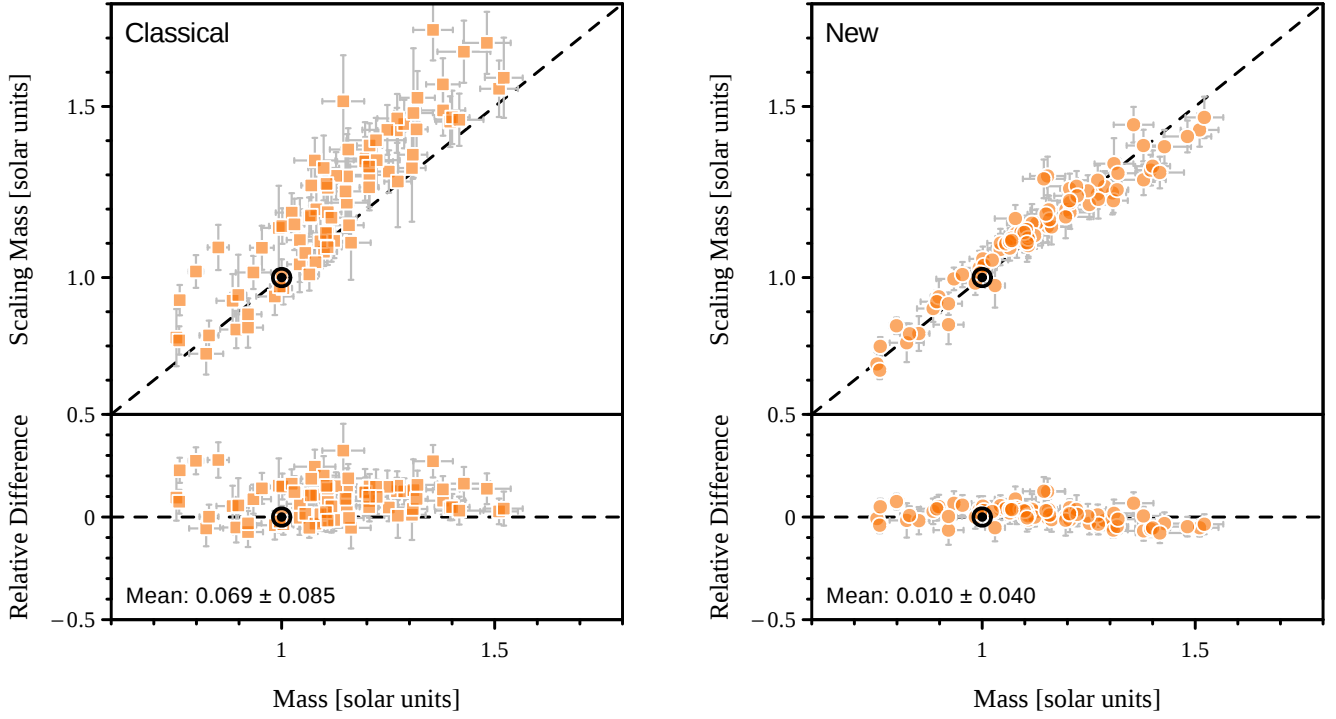 Classical
Scaling Mass [solar units]
1.5
1.0
0.5
Relative Difference
0
−0.5
Mean: 0.069 ± 0.085
1
1.5
Mass [solar units]
New
Scaling Mass [solar units]
1.5
1.0
0.5
Relative Difference
0
−0.5
Mean: 0.010 ± 0.040
1
1.5
Mass [solar units]